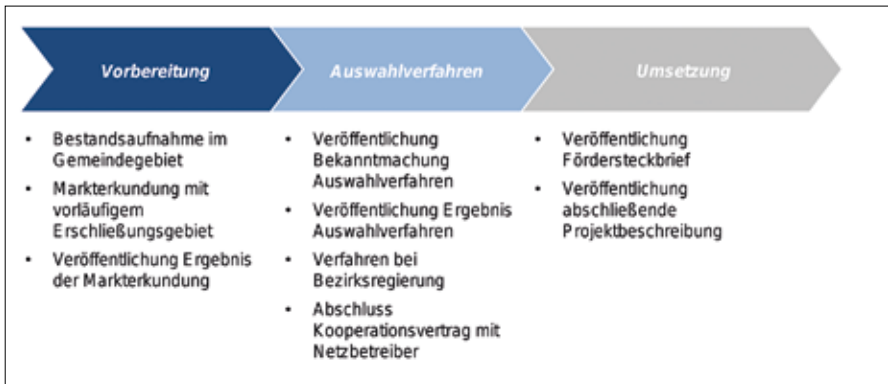 Vorbereitung
Auswahlverfahren
Umsetzung
• Bestandsaufnahme im
Gemeindegebiet
• Markterkundung mit
vorläufigem
Erschließungsgebiet
• Veröffentlichung Ergebnis
der Markterkundung
• Veröffentlichung
Bekanntmachung
Auswahlverfahren
• Veröffentlichung Ergebnis
Auswahlverfahren
• Verfahren bei
Bezirksregierung
• Abschluss
Kooperationsvertrag mit
Netzbetreiber
• Veröffentlichung
Fördersteckbrief
• Veröffentlichung
abschließende
Projektbeschreibung